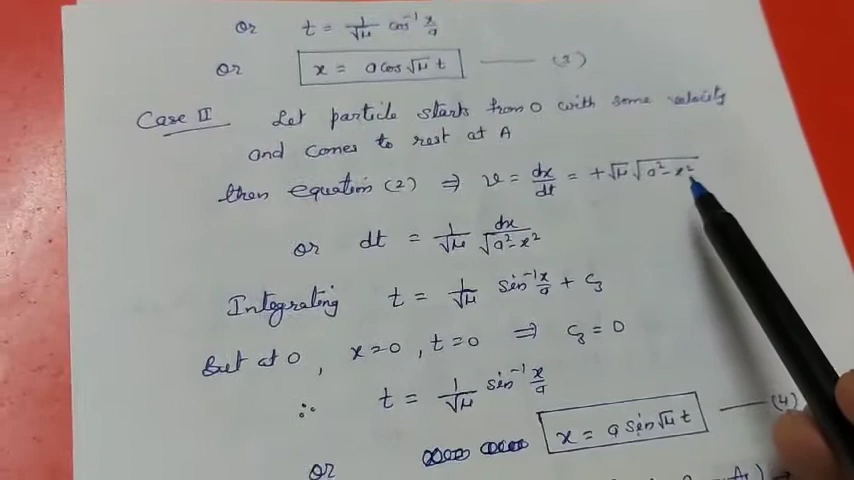 or t = 1/√μ cos⁻¹ x/a
or x = a cos √μ t —— (3)
Case II Let particle starts from O with some velocity
and comes to rest at A
then equation (2) ⇒ v = dx/dt = +√μ √(a²-x²)
or dt = 1/√μ dx/√(a²-x²)
Integrating t = 1/√μ sin⁻¹ x/a + C₃
But at O, x=0, t=0 ⇒ C₃ = 0
∴ t = 1/√μ sin⁻¹ x/a
or x = a sin √μ t —— (4)